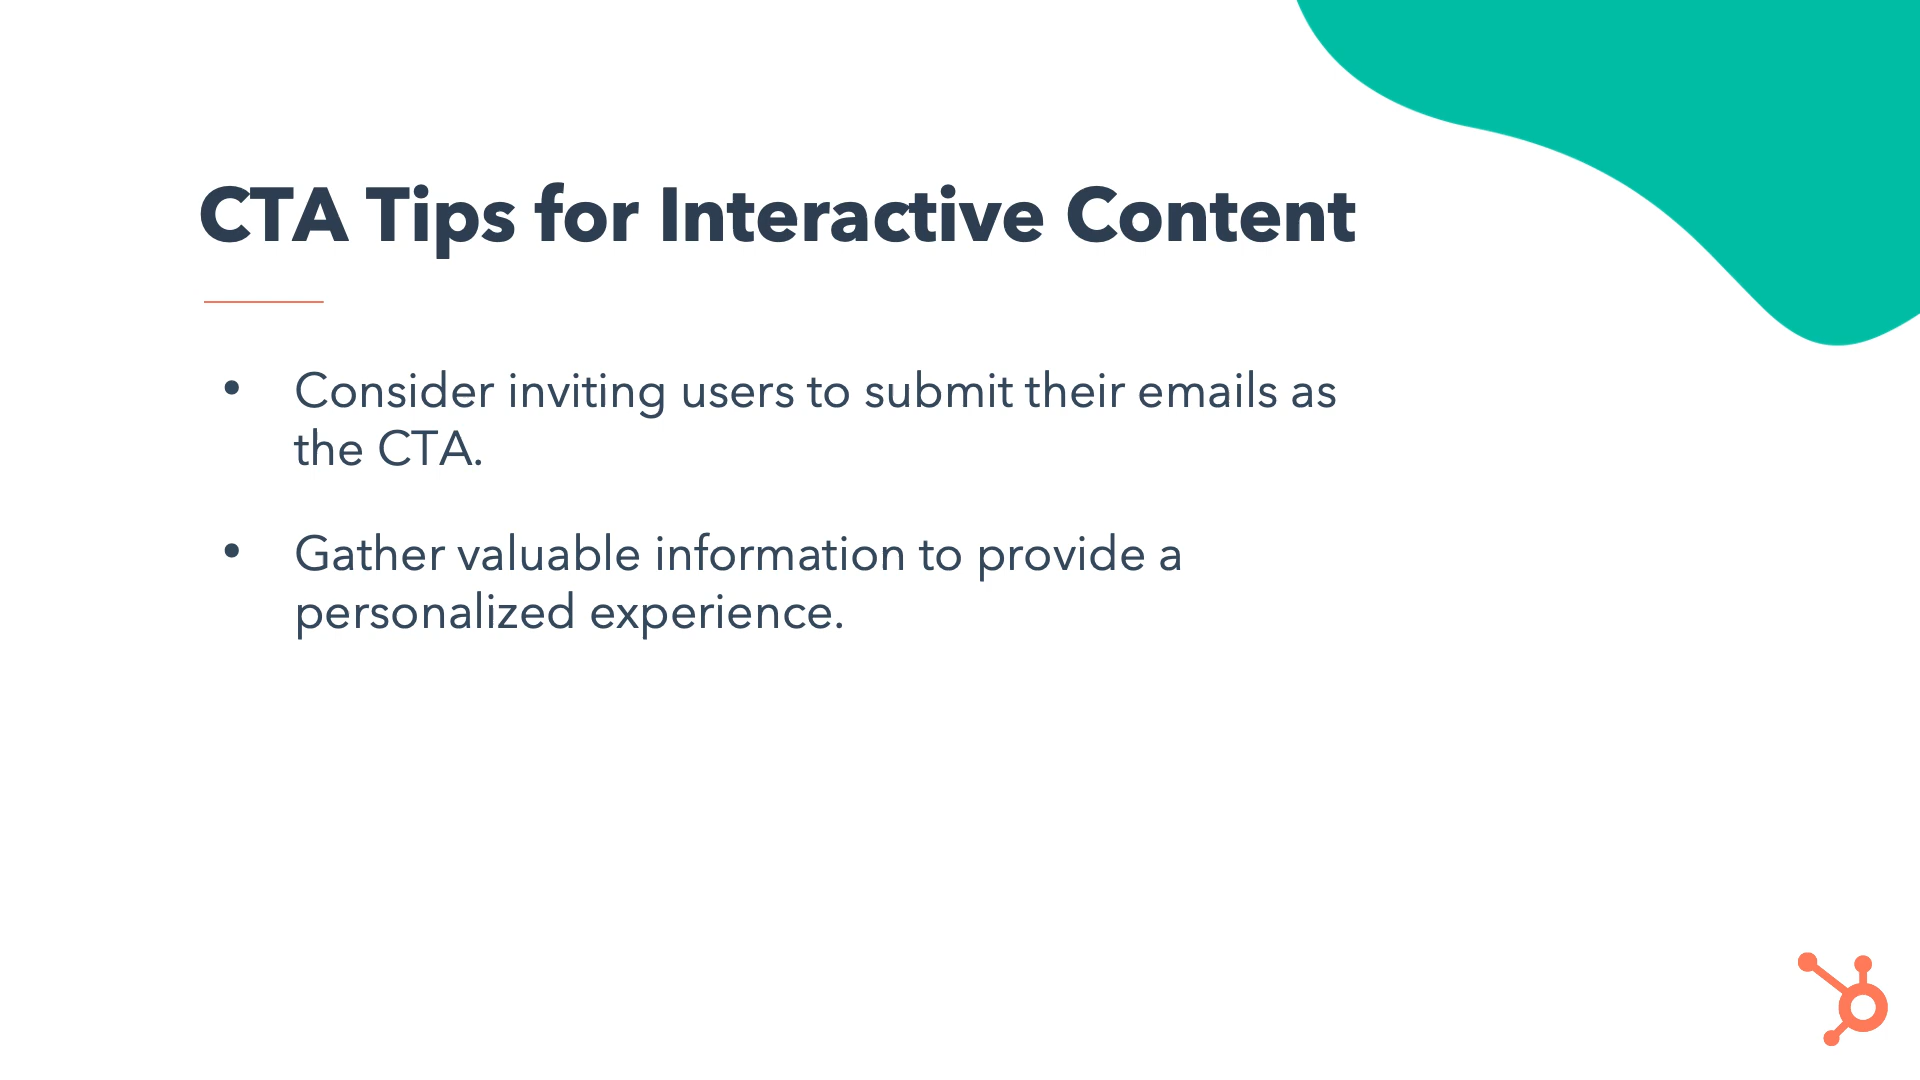 CTA Tips for Interactive Content
• Consider inviting users to submit their emails as
the CTA.
• Gather valuable information to provide a
personalized experience.